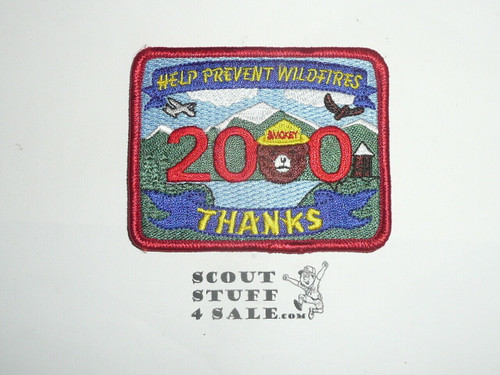 HELP PREVENT WILDFIRES
SMOKEY
2000
THANKS
SCOUT
STUFF
4 SALE.COM